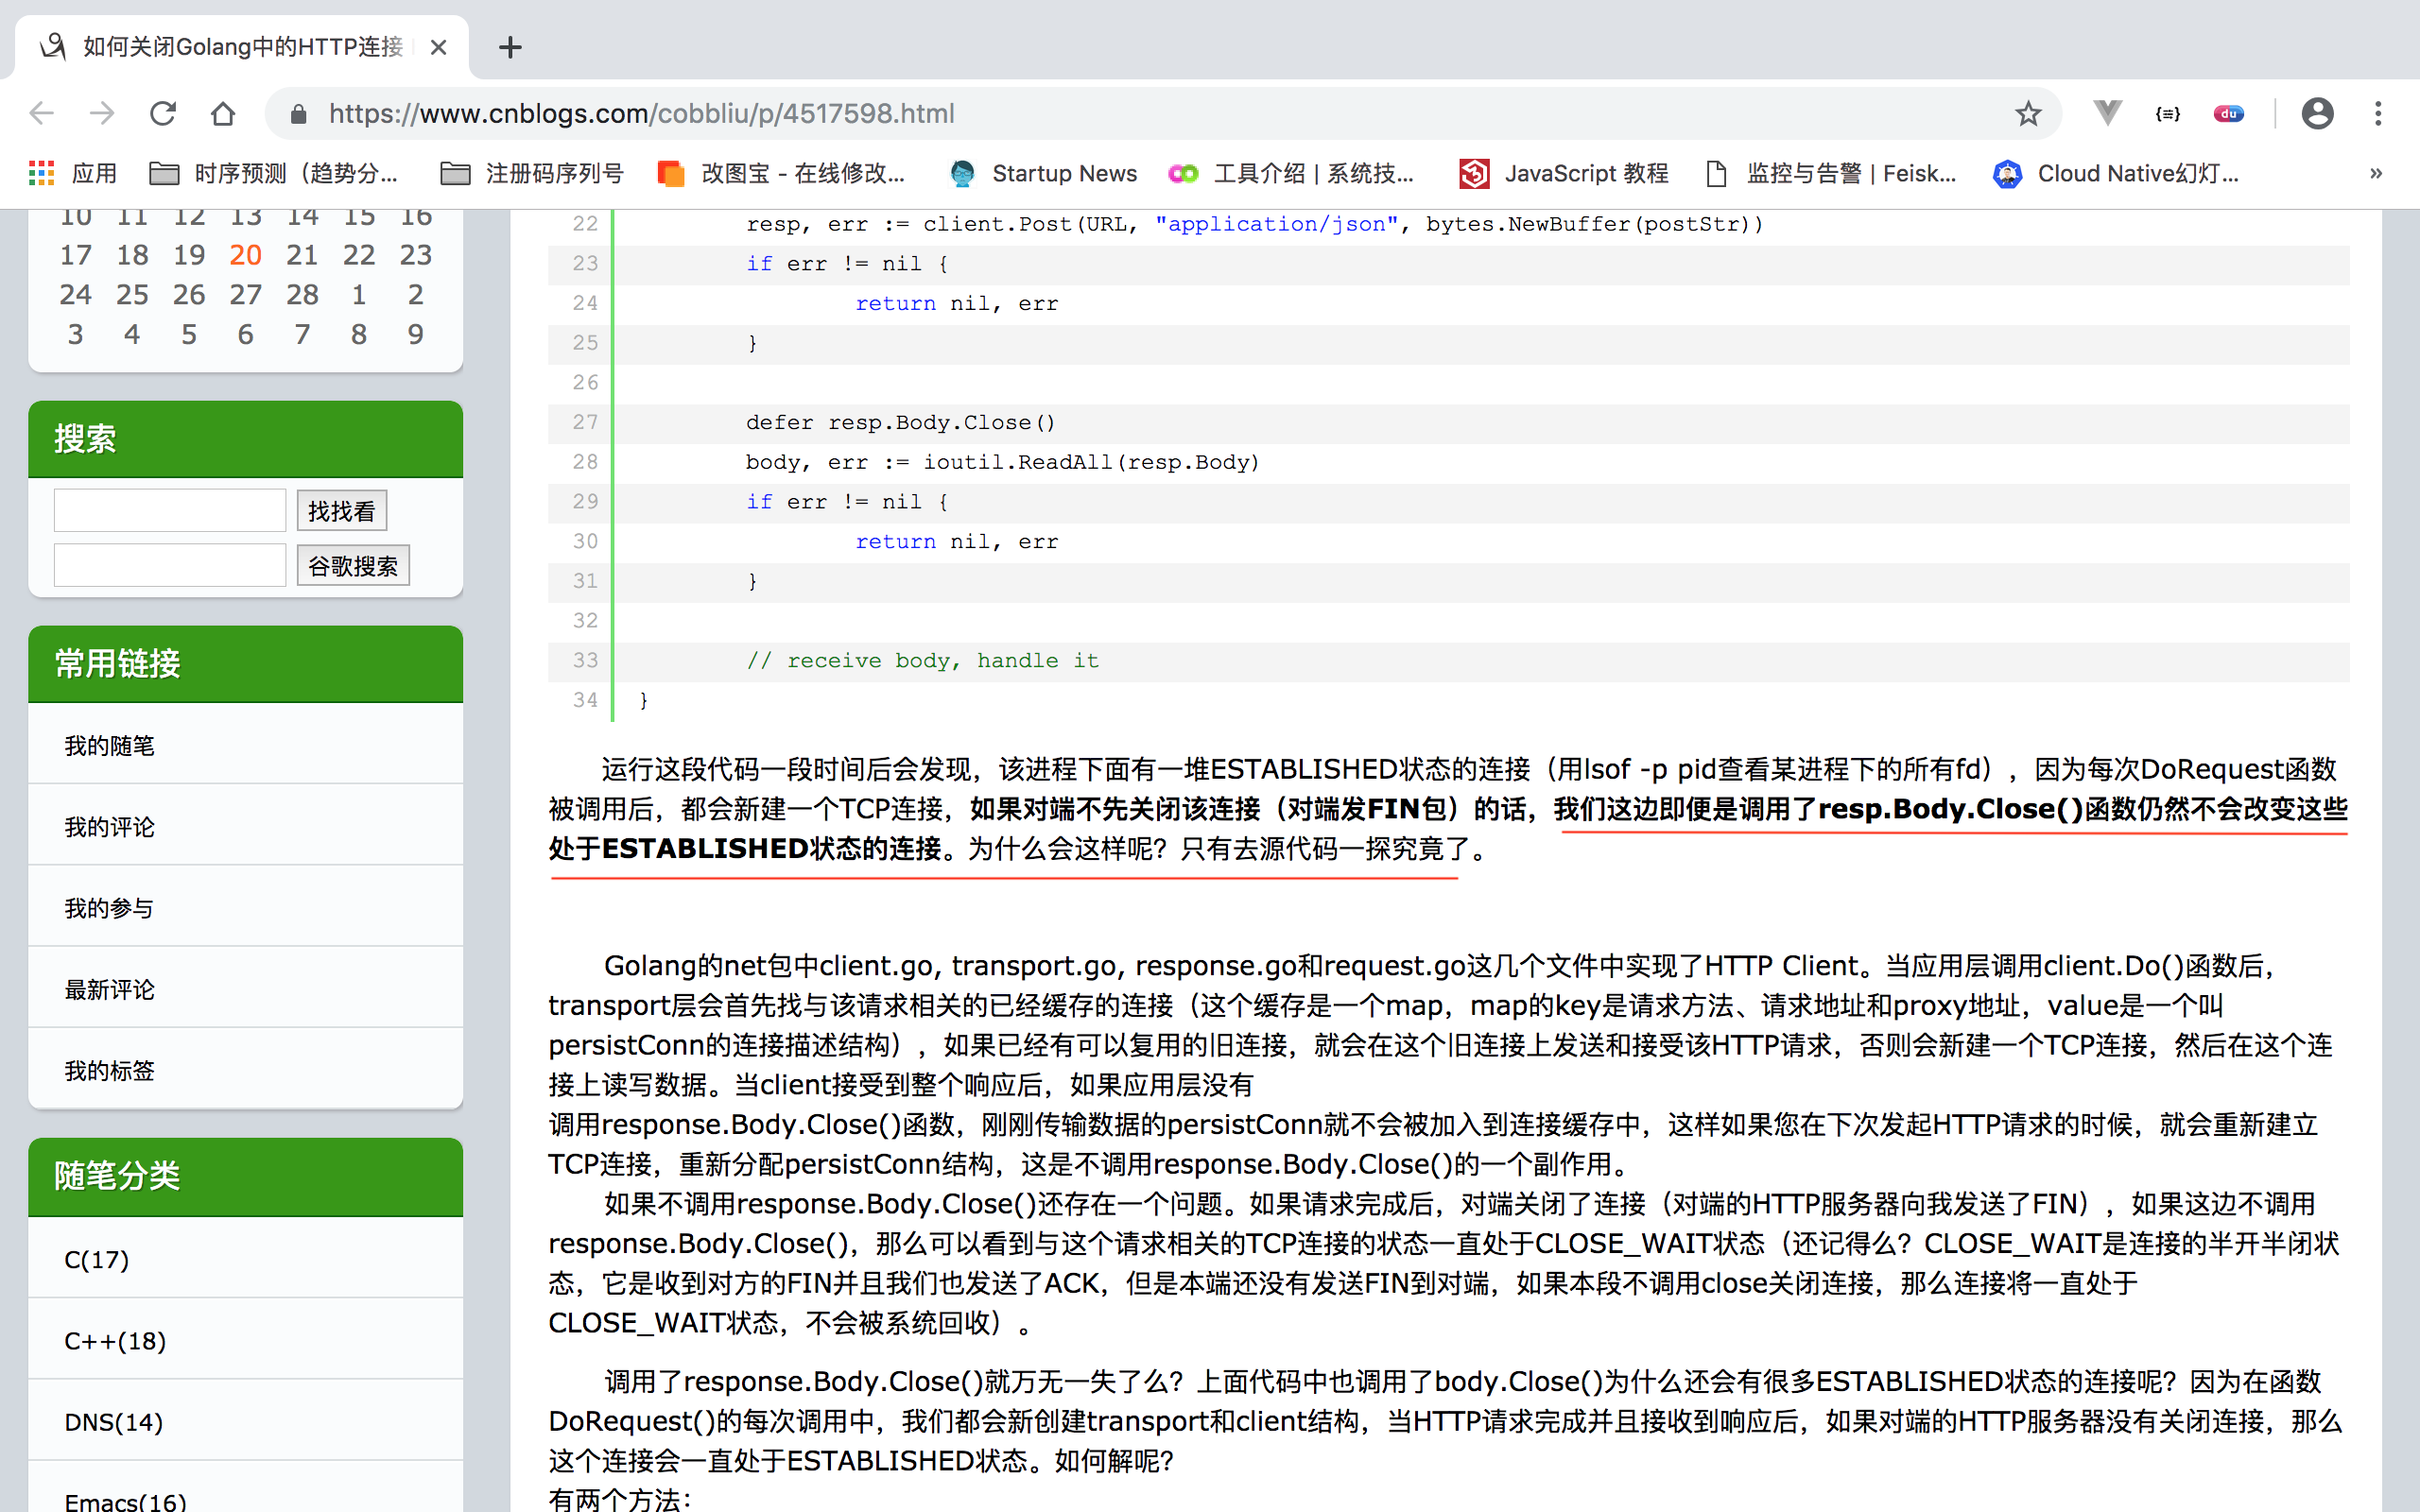 如何关闭Golang中的HTTP连接
https://www.cnblogs.com/cobbliu/p/4517598.html
{≡} du
应用 时序预测（趋势分... 注册码序列号 改图宝 - 在线修改... Startup News 工具介绍 | 系统技... JavaScript 教程 监控与告警 | Feisk... Cloud Native幻灯... »
10 11 12 13 14 15 16
17 18 19 20 21 22 23
24 25 26 27 28 1 2
3 4 5 6 7 8 9
搜索
找找看
谷歌搜索
常用链接
我的随笔
我的评论
我的参与
最新评论
我的标签
随笔分类
C(17)
C++(18)
DNS(14)
Emacs(16)
22 resp, err := client.Post(URL, "application/json", bytes.NewBuffer(postStr))
23 if err != nil {
24 return nil, err
25 }
26
27 defer resp.Body.Close()
28 body, err := ioutil.ReadAll(resp.Body)
29 if err != nil {
30 return nil, err
31 }
32
33 // receive body, handle it
34 }
运行这段代码一段时间后会发现，该进程下面有一堆ESTABLISHED状态的连接（用lsof -p pid查看某进程下的所有fd），因为每次DoRequest函数
被调用后，都会新建一个TCP连接，如果对端不先关闭该连接（对端发FIN包）的话，我们这边即便是调用了resp.Body.Close()函数仍然不会改变这些
处于ESTABLISHED状态的连接。为什么会这样呢？只有去源代码一探究竟了。
Golang的net包中client.go, transport.go, response.go和request.go这几个文件中实现了HTTP Client。当应用层调用client.Do()函数后，
transport层会首先找与该请求相关的已经缓存的连接（这个缓存是一个map，map的key是请求方法、请求地址和proxy地址，value是一个叫
persistConn的连接描述结构），如果已经有可以复用的旧连接，就会在这个旧连接上发送和接受该HTTP请求，否则会新建一个TCP连接，然后在这个连
接上读写数据。当client接受到整个响应后，如果应用层没有
调用response.Body.Close()函数，刚刚传输数据的persistConn就不会被加入到连接缓存中，这样如果您在下次发起HTTP请求的时候，就会重新建立
TCP连接，重新分配persistConn结构，这是不调用response.Body.Close()的一个副作用。
如果不调用response.Body.Close()还存在一个问题。如果请求完成后，对端关闭了连接（对端的HTTP服务器向我发送了FIN），如果这边不调用
response.Body.Close()，那么可以看到与这个请求相关的TCP连接的状态一直处于CLOSE_WAIT状态（还记得么？CLOSE_WAIT是连接的半开半闭状
态，它是收到对方的FIN并且我们也发送了ACK，但是本端还没有发送FIN到对端，如果本段不调用close关闭连接，那么连接将一直处于
CLOSE_WAIT状态，不会被系统回收）。
调用了response.Body.Close()就万无一失了么？上面代码中也调用了body.Close()为什么还会有很多ESTABLISHED状态的连接呢？因为在函数
DoRequest()的每次调用中，我们都会新创建transport和client结构，当HTTP请求完成并且接收到响应后，如果对端的HTTP服务器没有关闭连接，那么
这个连接会一直处于ESTABLISHED状态。如何解呢？
有两个方法：